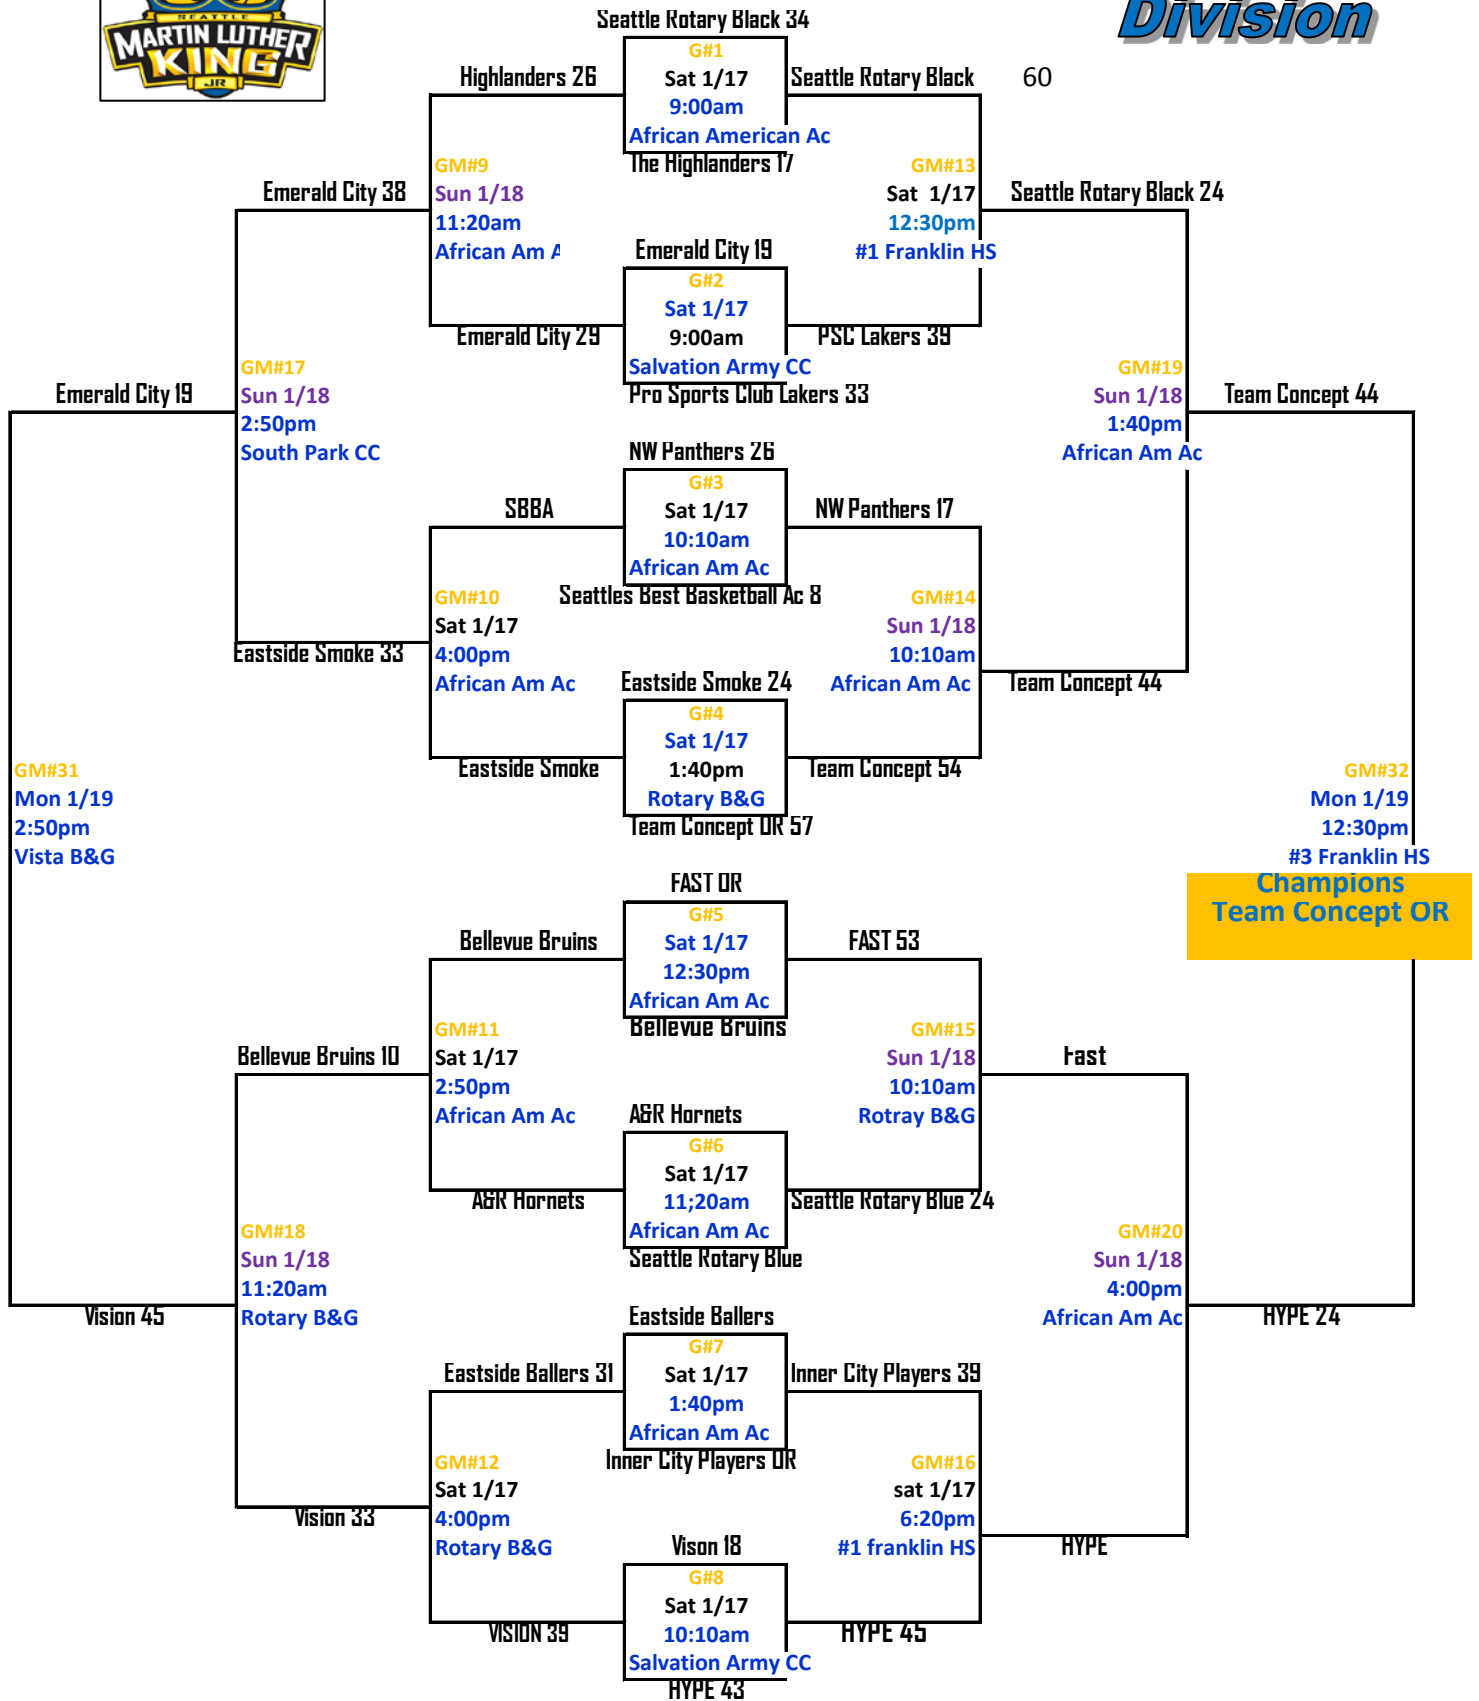 SEATTLE
MARTIN LUTHER
KING
JR
Division
Seattle Rotary Black 34
G#1
Highlanders 26
Sat 1/17
Seattle Rotary Black
60
9:00am
African American Ac
The Highlanders 17
GM#9
GM#13
Emerald City 38
Sun 1/18
Sat 1/17
Seattle Rotary Black 24
11:20am
12:30pm
African Am A
Emerald City 19
#1 Franklin HS
G#2
Sat 1/17
Emerald City 29
9:00am
PSC Lakers 39
GM#17
Salvation Army CC
GM#19
Emerald City 19
Sun 1/18
Pro Sports Club Lakers 33
Sun 1/18
Team Concept 44
2:50pm
1:40pm
South Park CC
NW Panthers 26
African Am Ac
G#3
SBBA
Sat 1/17
NW Panthers 17
10:10am
African Am Ac
GM#10
Seattles Best Basketball Ac 8
GM#14
Sat 1/17
Sun 1/18
Eastside Smoke 33
4:00pm
10:10am
African Am Ac
Eastside Smoke 24
African Am Ac
Team Concept 44
G#4
Sat 1/17
GM#31
Eastside Smoke
1:40pm
Team Concept 54
GM#32
Mon 1/19
Rotary B&G
Mon 1/19
2:50pm
Team Concept OR 57
12:30pm
Vista B&G
#3 Franklin HS
FAST OR
Champions
G#5
Team Concept OR
Bellevue Bruins
Sat 1/17
FAST 53
12:30pm
African Am Ac
GM#11
Bellevue Bruins
GM#15
Bellevue Bruins 10
Sat 1/17
Sun 1/18
Fast
2:50pm
10:10am
African Am Ac
A&R Hornets
Rotray B&G
G#6
Sat 1/17
A&R Hornets
11;20am
Seattle Rotary Blue 24
GM#18
African Am Ac
GM#20
Sun 1/18
Seattle Rotary Blue
Sun 1/18
11:20am
4:00pm
Vision 45
Rotary B&G
Eastside Ballers
African Am Ac
HYPE 24
G#7
Eastside Ballers 31
Sat 1/17
Inner City Players 39
1:40pm
African Am Ac
GM#12
Inner City Players OR
GM#16
Sat 1/17
sat 1/17
Vision 33
4:00pm
6:20pm
Rotary B&G
Vison 18
#1 franklin HS
HYPE
G#8
Sat 1/17
VISION 39
10:10am
HYPE 45
Salvation Army CC
HYPE 43